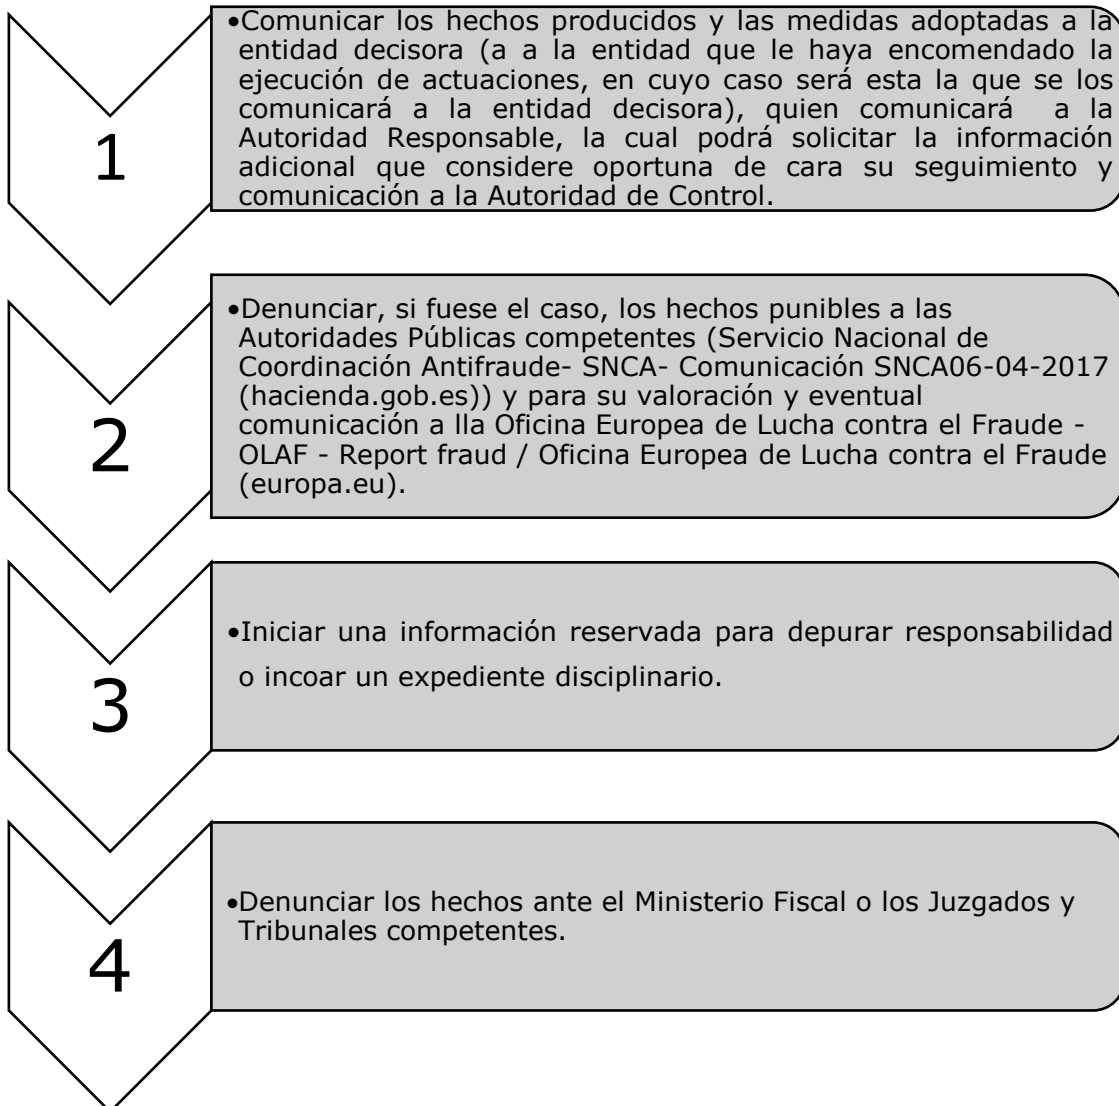 1
•Comunicar los hechos producidos y las medidas adoptadas a la
entidad decisora (a a la entidad que le haya encomendado la
ejecución de actuaciones, en cuyo caso será esta la que se los
comunicará a la entidad decisora), quien comunicará a la
Autoridad Responsable, la cual podrá solicitar la información
adicional que considere oportuna de cara su seguimiento y
comunicación a la Autoridad de Control.
2
•Denunciar, si fuese el caso, los hechos punibles a las
Autoridades Públicas competentes (Servicio Nacional de
Coordinación Antifraude- SNCA- Comunicación SNCA06-04-2017
(hacienda.gob.es)) y para su valoración y eventual
comunicación a lla Oficina Europea de Lucha contra el Fraude -
OLAF - Report fraud / Oficina Europea de Lucha contra el Fraude
(europa.eu).
3
•Iniciar una información reservada para depurar responsabilidad
o incoar un expediente disciplinario.
4
•Denunciar los hechos ante el Ministerio Fiscal o los Juzgados y
Tribunales competentes.